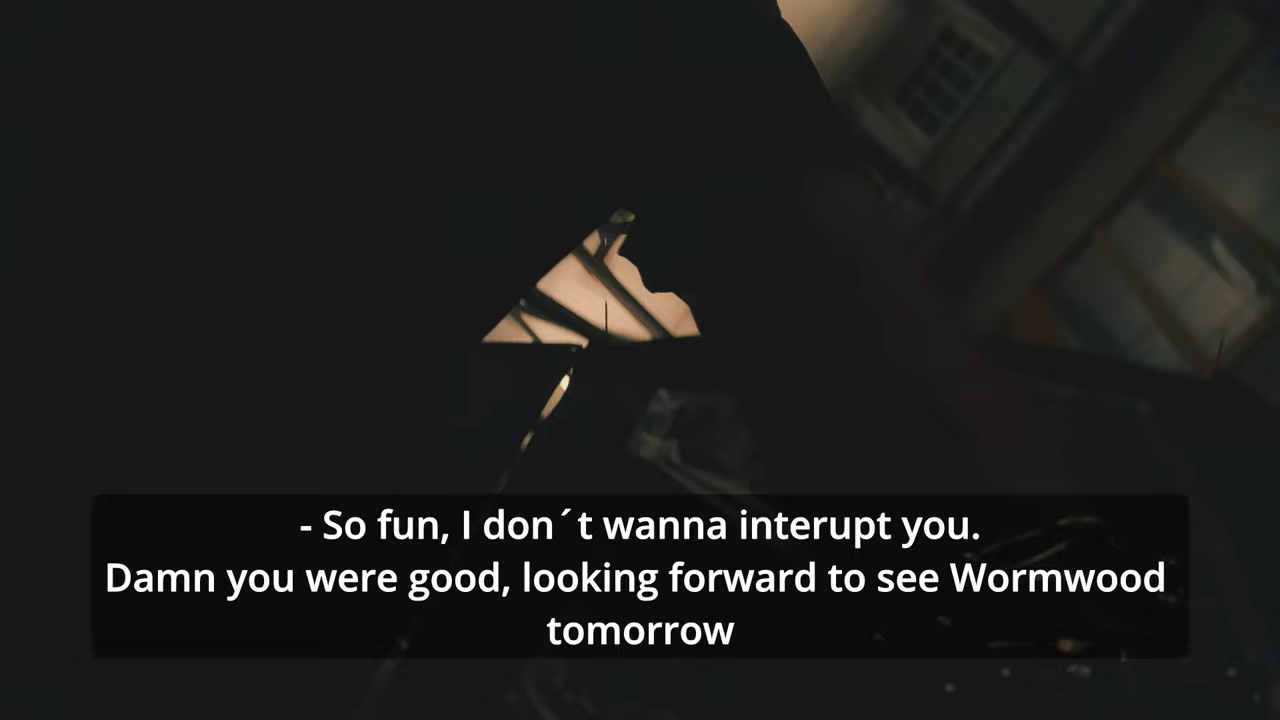 - So fun, I don´t wanna interupt you.
Damn you were good, looking forward to see Wormwood
tomorrow